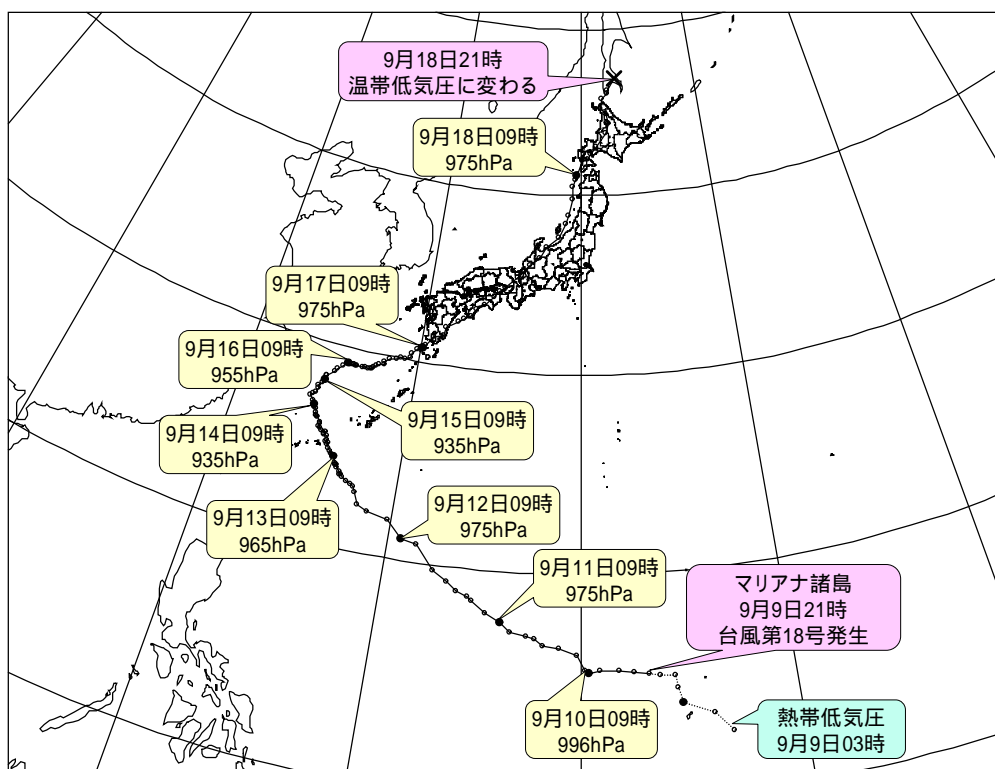 9月18日21時
温帯低気圧に変わる
9月18日09時
975hPa
9月17日09時
975hPa
9月16日09時
955hPa
9月15日09時
935hPa
9月14日09時
935hPa
9月13日09時
965hPa
9月12日09時
975hPa
9月11日09時
975hPa
マリアナ諸島
9月9日21時
台風第18号発生
9月10日09時
996hPa
熱帯低気圧
9月9日03時